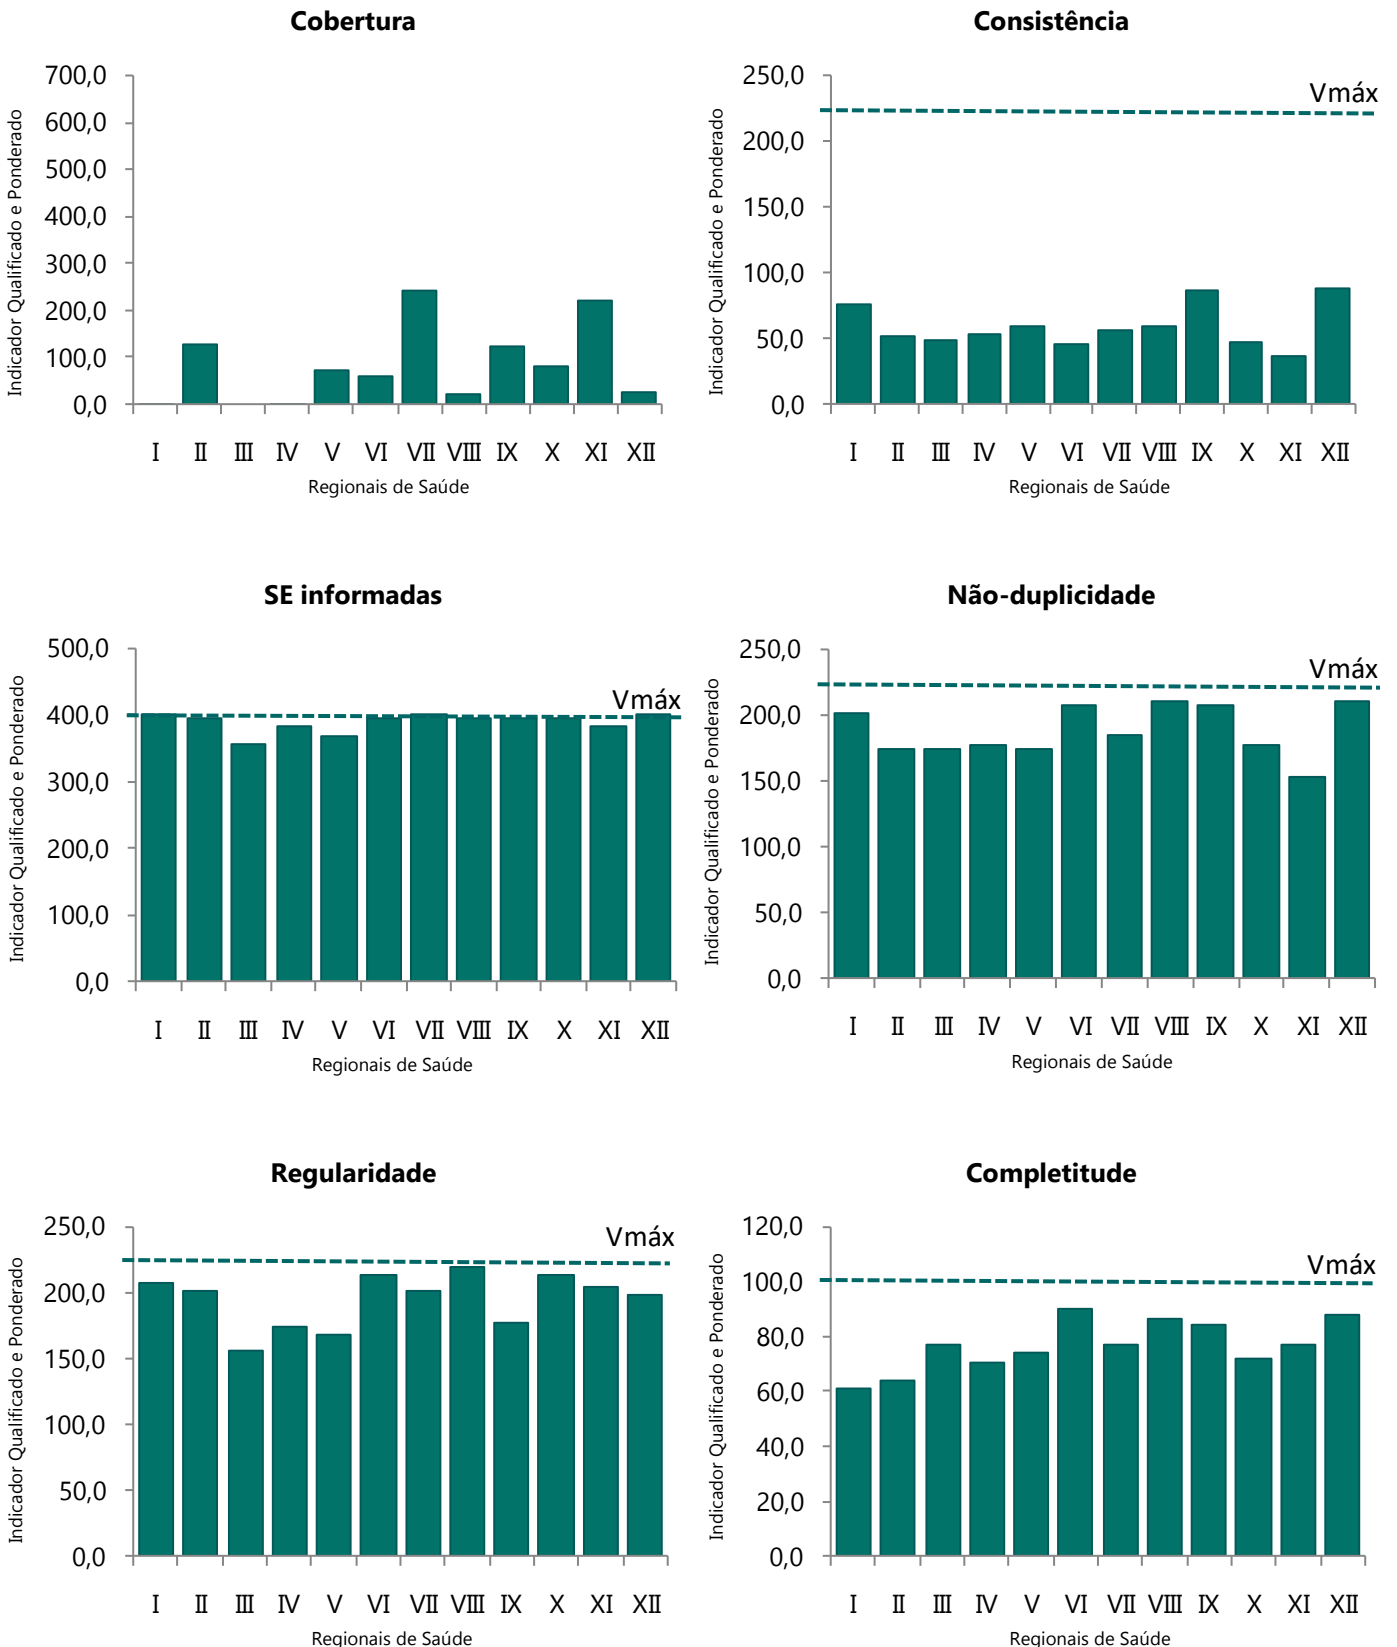 Cobertura
Indicador Qualificado e Ponderado
700,0
600,0
500,0
400,0
300,0
200,0
100,0
0,0
I II III IV V VI VII VIII IX X XI XII
Regionais de Saúde
Consistência
Indicador Qualificado e Ponderado
250,0
200,0
150,0
100,0
50,0
0,0
Vmáx
I II III IV V VI VII VIII IX X XI XII
Regionais de Saúde
SE informadas
Indicador Qualificado e Ponderado
500,0
400,0
300,0
200,0
100,0
0,0
Vmáx
I II III IV V VI VII VIII IX X XI XII
Regionais de Saúde
Não-duplicidade
Indicador Qualificado e Ponderado
250,0
200,0
150,0
100,0
50,0
0,0
Vmáx
I II III IV V VI VII VIII IX X XI XII
Regionais de Saúde
Regularidade
Indicador Qualificado e Ponderado
250,0
200,0
150,0
100,0
50,0
0,0
Vmáx
I II III IV V VI VII VIII IX X XI XII
Regionais de Saúde
Completitude
Indicador Qualificado e Ponderado
120,0
100,0
80,0
60,0
40,0
20,0
0,0
Vmáx
I II III IV V VI VII VIII IX X XI XII
Regionais de Saúde